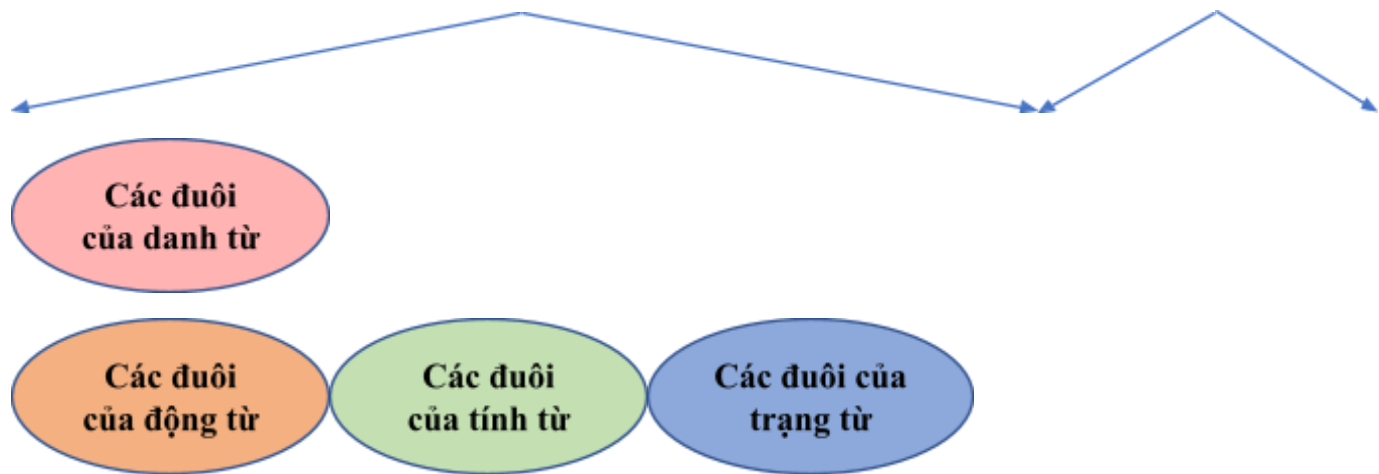 Các đuôi
của danh từ
Các đuôi
của động từ
Các đuôi
của tính từ
Các đuôi của
trạng từ